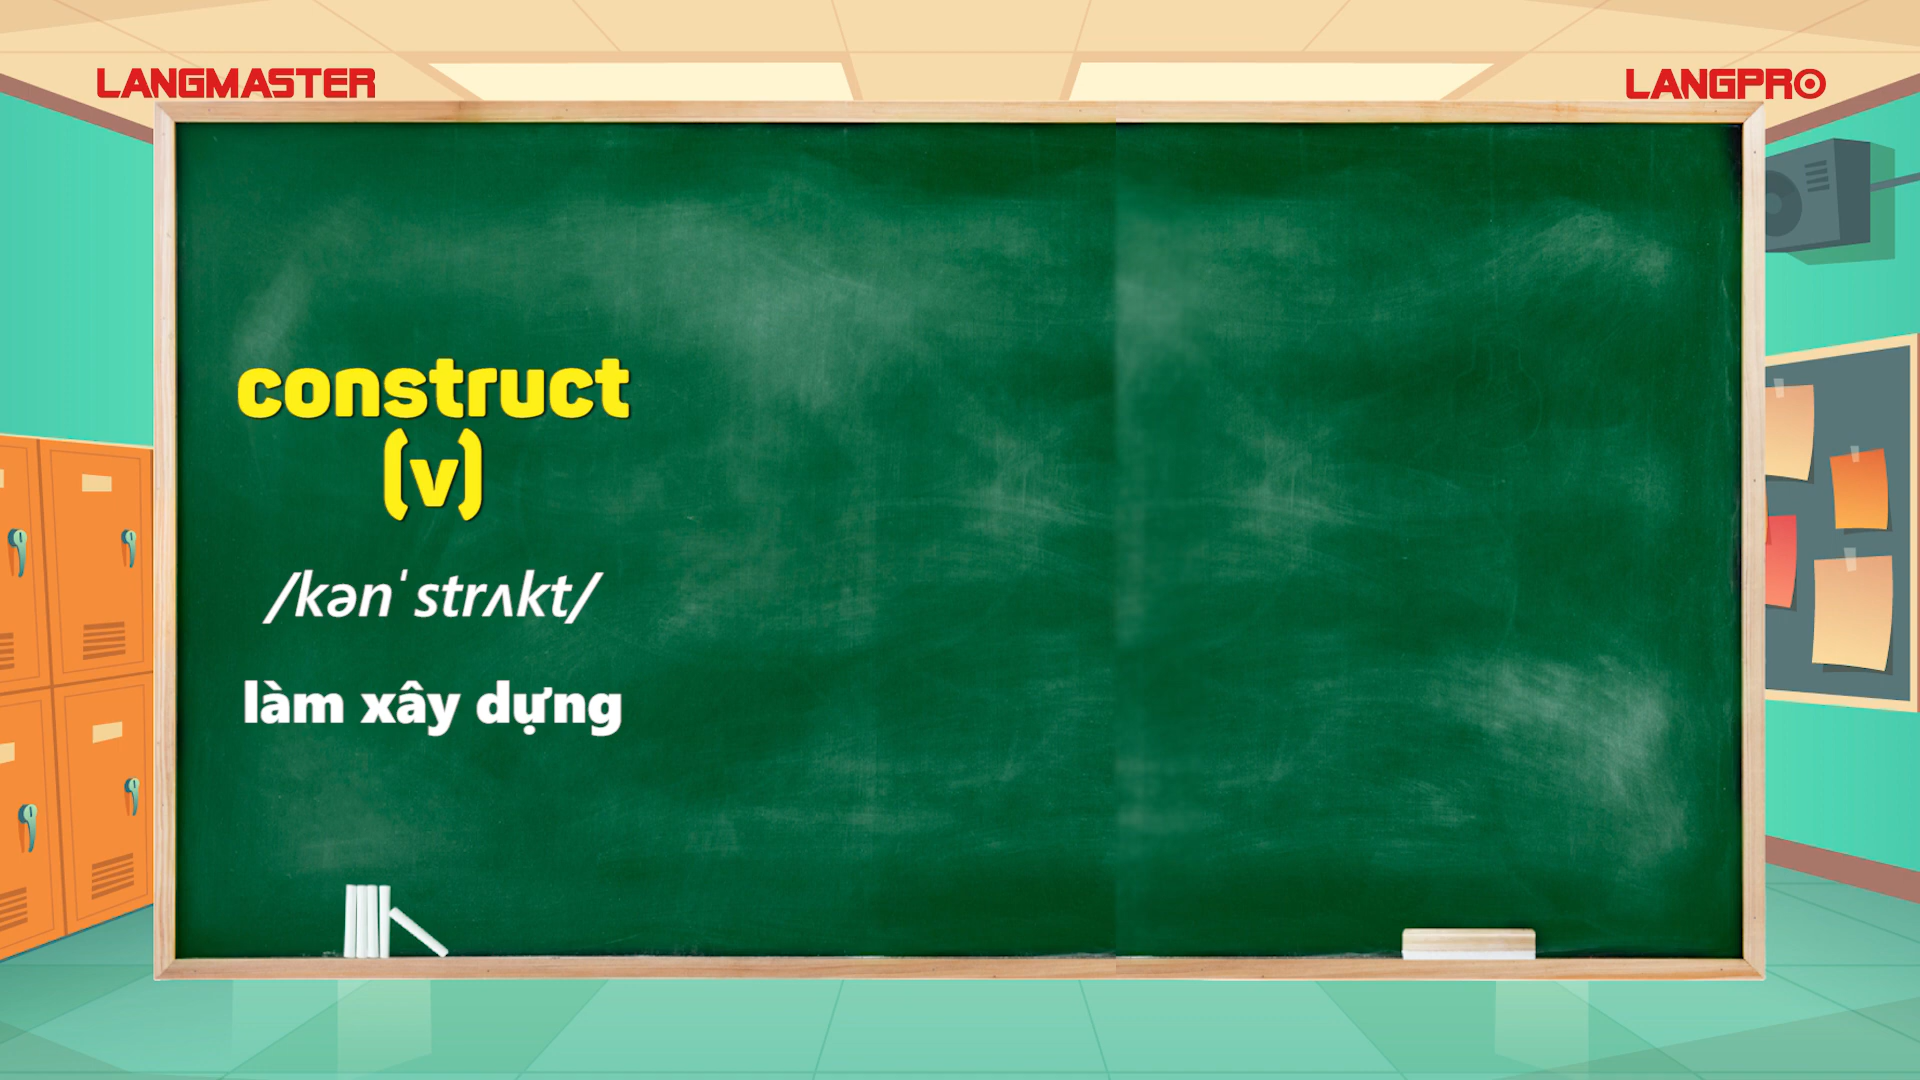 LANGMASTER
LANGPRO
construct
(v)
/kənˈstrʌkt/
làm xây dựng